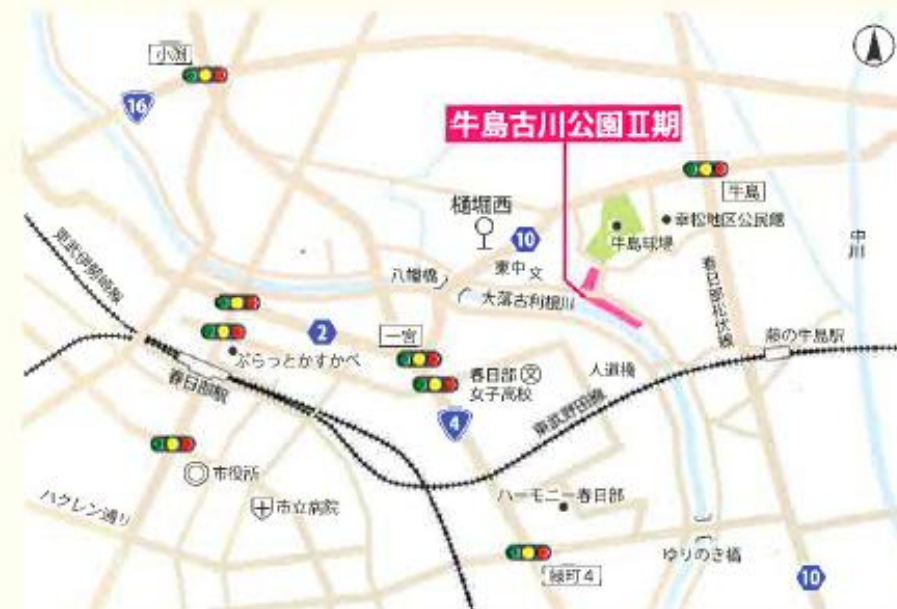 小渕
16
牛島古川公園Ⅱ期
牛島
樋堀西
10
幸松地区公民館
牛島球場
中川
東武伊勢崎線
八幡橋
東中 文
大落古利根川
春日部松伏線
2
一宮
藤の牛島駅
ぷらっとかすかべ
春日部
女子高校
文
人道橋
春日部駅
4
東武野田線
市役所
ハーモニー春日部
ハクレン通り
市立病院
ゆりのき橋
緑町4
10